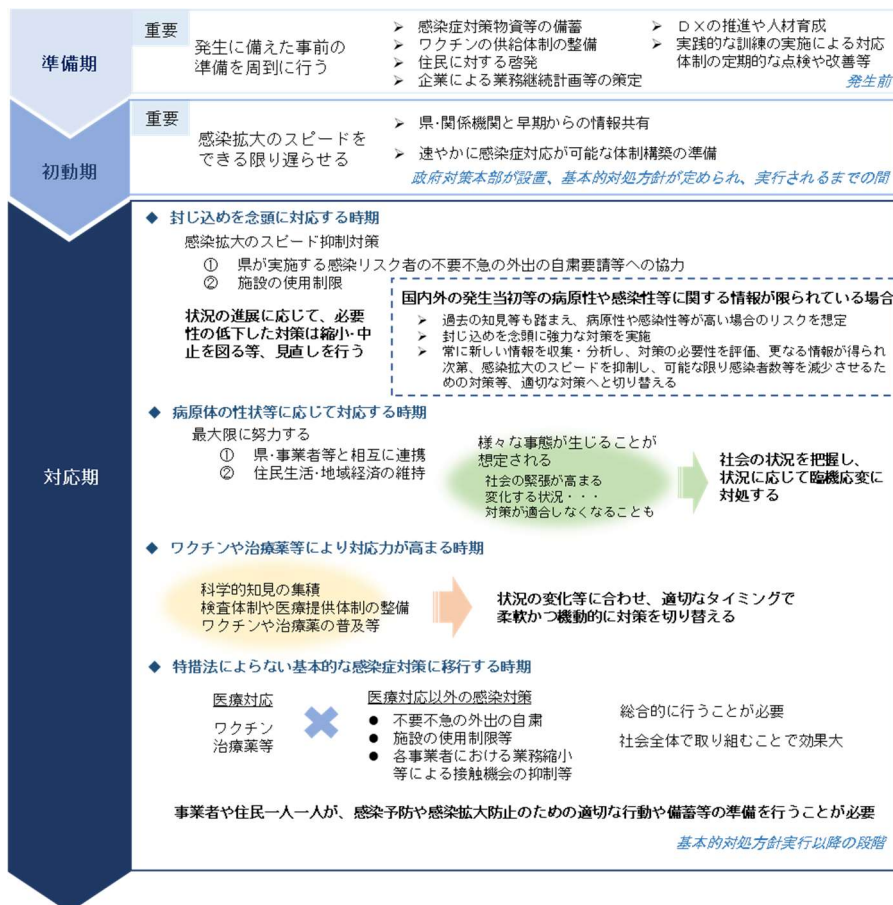 準備期
重要
発生に備えた事前の
準備を周到に行う
➢ 感染症対策物資等の備蓄
➢ ワクチンの供給体制の整備
➢ 住民に対する啓発
➢ 企業による業務継続計画等の策定
➢ ＤＸの推進や人材育成
➢ 実践的な訓練の実施による対応
体制の定期的な点検や改善等
発生前
初動期
重要
感染拡大のスピードを
できる限り遅らせる
➢ 県・関係機関と早期からの情報共有
➢ 速やかに感染症対応が可能な体制構築の準備
政府対策本部が設置、基本的対処方針が定められ、実行されるまでの間
対応期
◆ 封じ込めを念頭に対応する時期
感染拡大のスピード抑制対策
① 県が実施する感染リスク者の不要不急の外出の自粛要請等への協力
② 施設の使用制限
状況の進展に応じて、必要
性の低下した対策は縮小・中
止を図る等、見直しを行う
国内外の発生当初等の病原性や感染性等に関する情報が限られている場合
➢ 過去の知見等も踏まえ、病原性や感染性等が高い場合のリスクを想定
➢ 封じ込めを念頭に強力な対策を実施
➢ 常に新しい情報を収集・分析し、対策の必要性を評価、更なる情報が得られ
次第、感染拡大のスピードを抑制し、可能な限り感染者数等を減少させるた
めの対策等、適切な対策へと切り替える
◆ 病原体の性状等に応じて対応する時期
最大限に努力する
① 県・事業者等と相互に連携
② 住民生活・地域経済の維持
様々な事態が生じることが
想定される
社会の緊張が高まる
変化する状況・・・
対策が適合しなくなることも
社会の状況を把握し、
状況に応じて臨機応変に
対処する
◆ ワクチンや治療薬等により対応力が高まる時期
科学的知見の集積
検査体制や医療提供体制の整備
ワクチンや治療薬の普及等
状況の変化等に合わせ、適切なタイミングで
柔軟かつ機動的に対策を切り替える
◆ 特措法によらない基本的な感染症対策に移行する時期
医療対応
ワクチン
治療薬等
医療対応以外の感染対策
● 不要不急の外出の自粛
● 施設の使用制限等
● 各事業者における業務縮小
等による接触機会の抑制等
総合的に行うことが必要
社会全体で取り組むことで効果大
事業者や住民一人一人が、感染予防や感染拡大防止のための適切な行動や備蓄等の準備を行うことが必要
基本的対処方針実行以降の段階